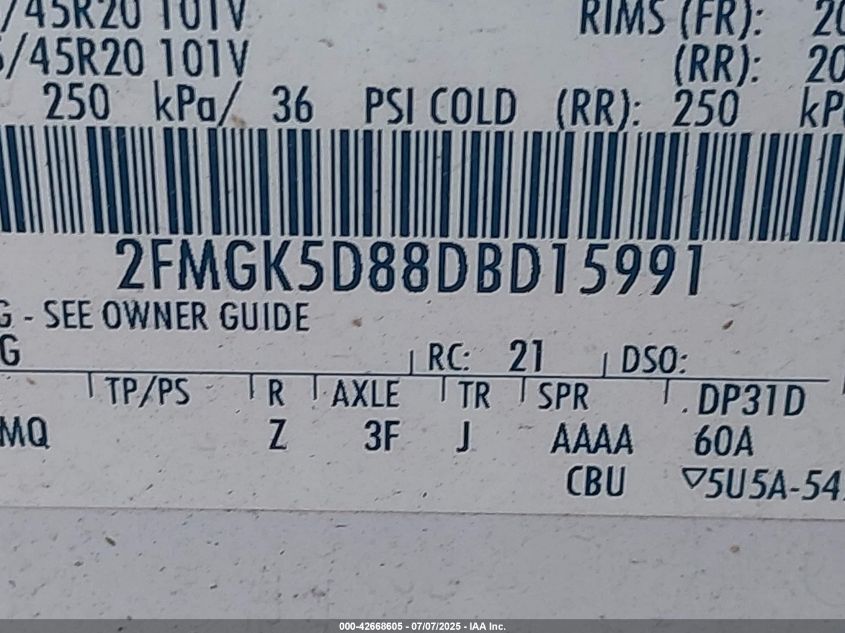 /45R20 101V RIMS (FR): 20
/45R20 101V (RR): 20
250 kPa/ 36 PSI COLD (RR): 250 kP
2FMGK5D88DBD15991
G - SEE OWNER GUIDE
G RC: 21 DSO:
TP/PS R AXLE TR SPR . DP31D
MQ Z 3F J AAAA 60A
CBU ▽5U5A-54
000-42668605 - 07/07/2025 - IAA Inc.